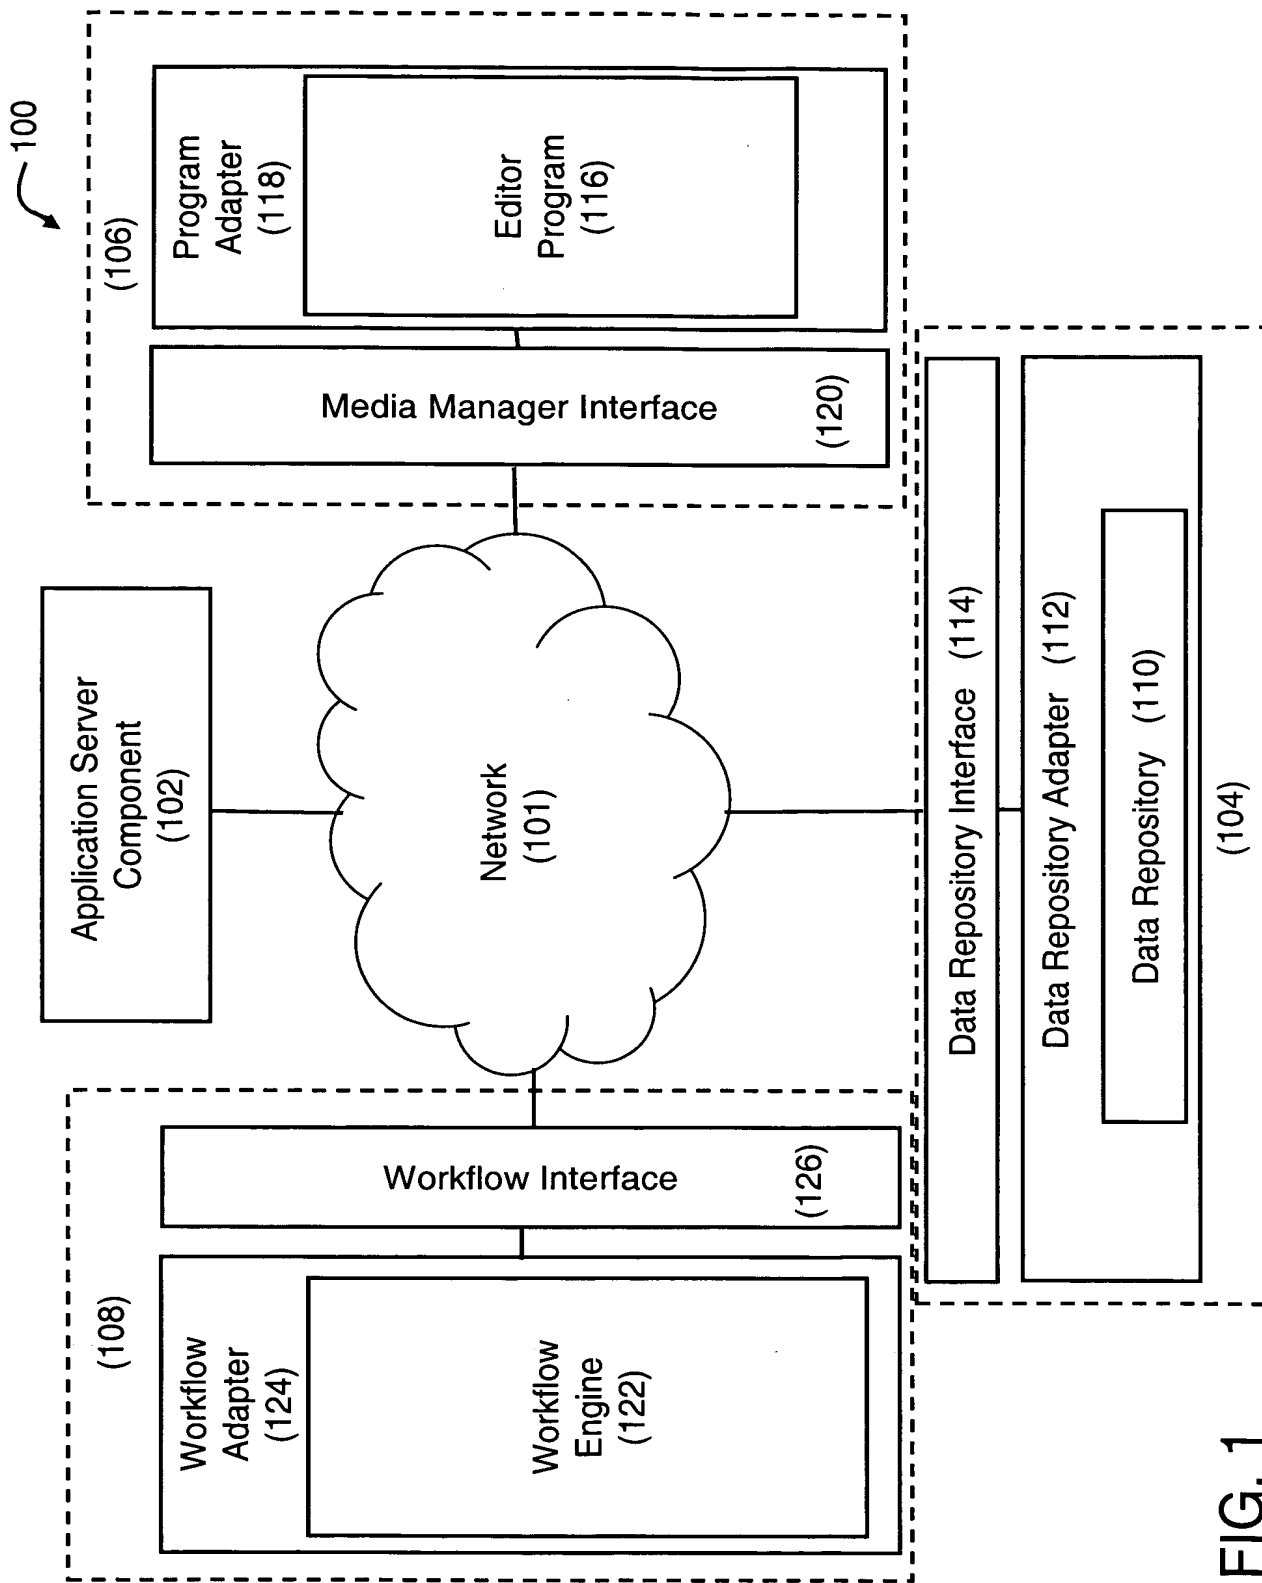 100
(106)
Program
Adapter
(118)
Editor
Program
(116)
Media Manager Interface
(120)
Application Server
Component
(102)
Network
(101)
Data Repository Interface (114)
Data Repository Adapter (112)
Data Repository (110)
(104)
(108)
Workflow
Adapter
(124)
Workflow
Engine
(122)
Workflow Interface
(126)
FIG. 1